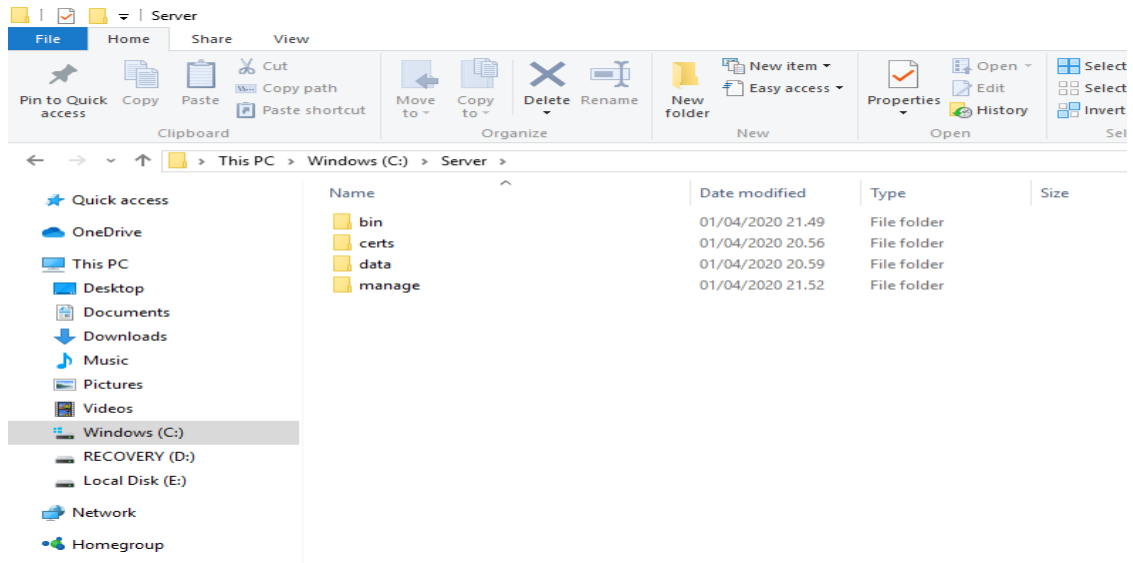 Server
File Home Share View
Pin to Quick access
Copy
Paste
Cut
Copy path
Paste shortcut
Clipboard
Move to
Copy to
Delete
Rename
Organize
New folder
New item
Easy access
New
Properties
Open
Edit
History
Open
Select
Select
Invert
Sel
This PC > Windows (C:) > Server >
Name Date modified Type Size
bin 01/04/2020 21.49 File folder
certs 01/04/2020 20.56 File folder
data 01/04/2020 20.59 File folder
manage 01/04/2020 21.52 File folder
Quick access
OneDrive
This PC
Desktop
Documents
Downloads
Music
Pictures
Videos
Windows (C:)
RECOVERY (D:)
Local Disk (E:)
Network
Homegroup